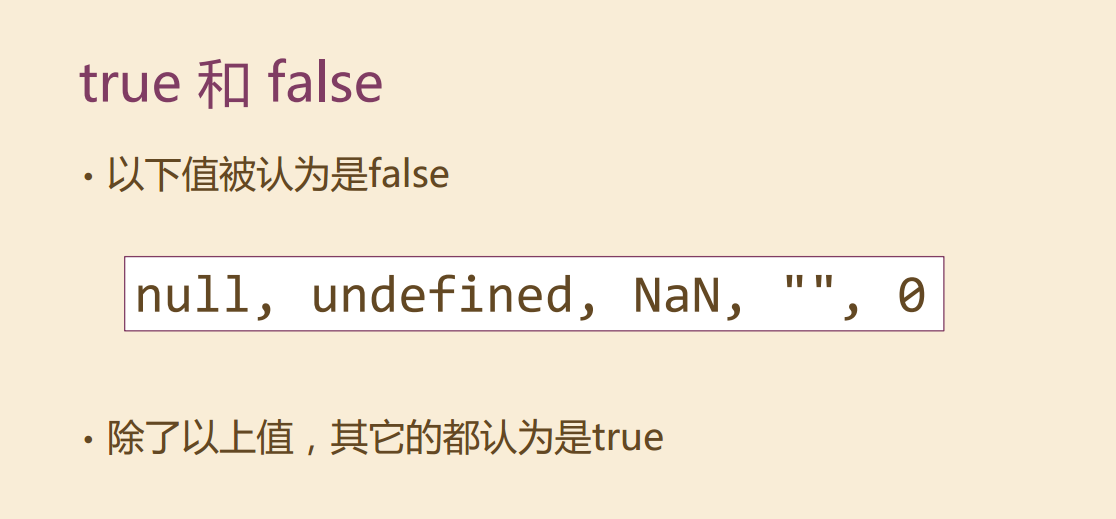 true 和 false
• 以下值被认为是false
null, undefined, NaN, "", 0
• 除了以上值，其它的都认为是true